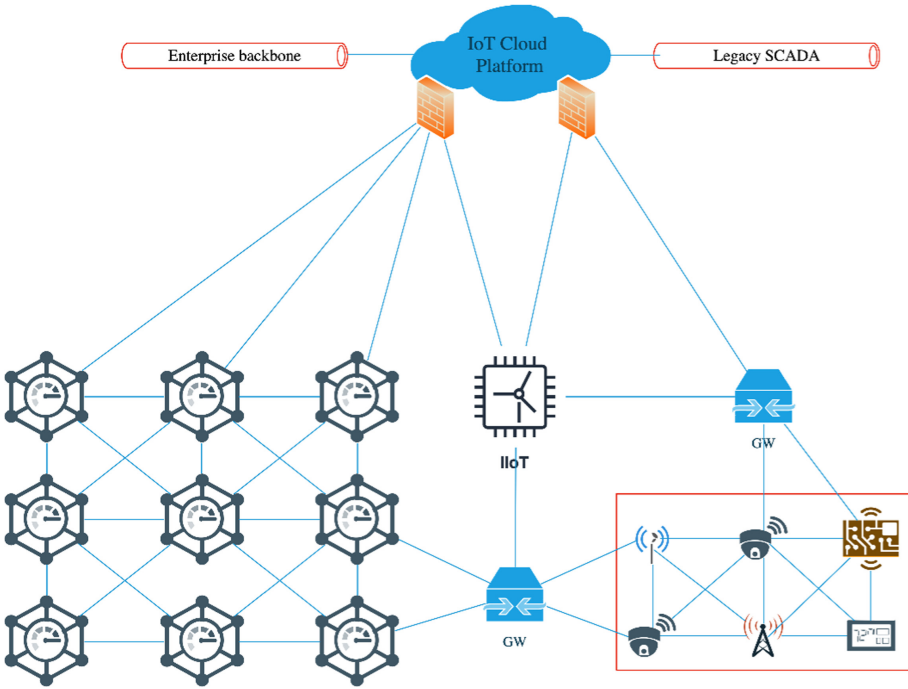 Enterprise backbone
IoT Cloud
Platform
Legacy SCADA
IIoT
GW
GW